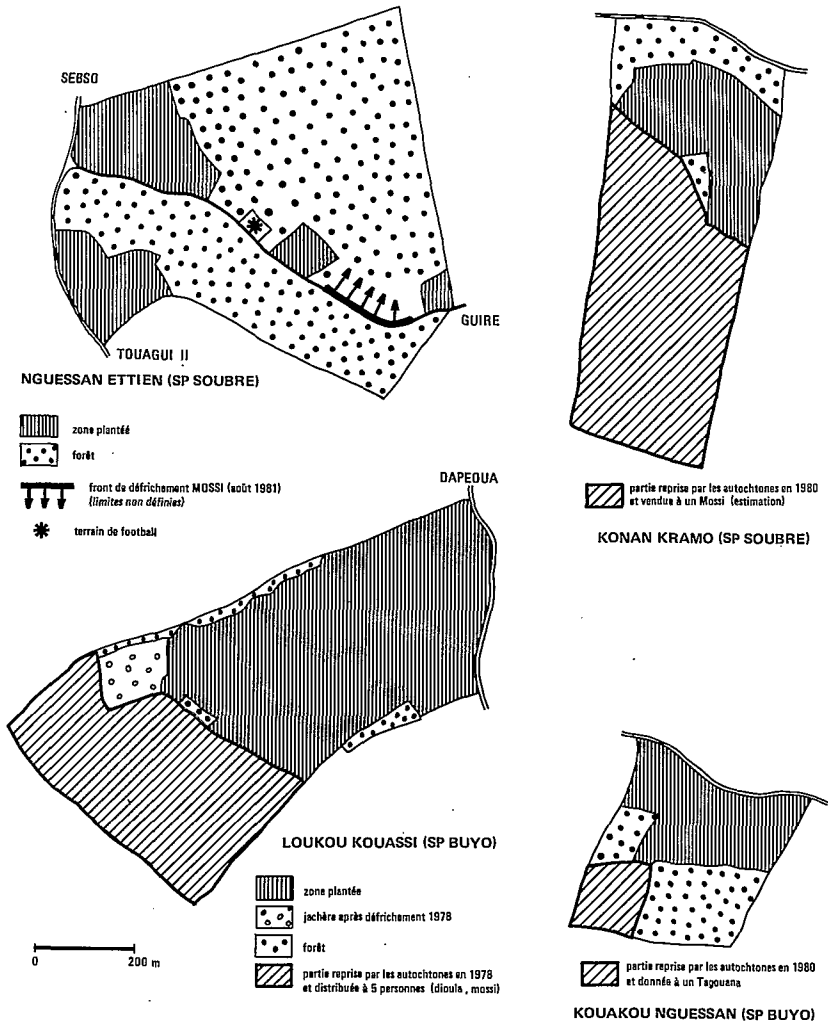 SEBSO
GUIRE
TOUAGUI II
NGUESSAN ETTIEN (SP SOUBRE)
zone plantéé
forêt
front de défrichement MOSSI (août 1981)
(limites non définies)
terrain de football
partie reprise par les autochtones en 1980
et vendue à un Mossi (estimation)
KONAN KRAMO (SP SOUBRE)
DAPEOUA
LOUKOU KOUASSI (SP BUYO)
zone plantée
jachère après défrichement 1978
forêt
partie reprise par les autochtones en 1978
et distribuée à 5 personnes (dioula, mossi)
0 200 m
partie reprise par les autochtones en 1980
et donnée à un Tagouana
KOUAKOU NGUESSAN (SP BUYO)